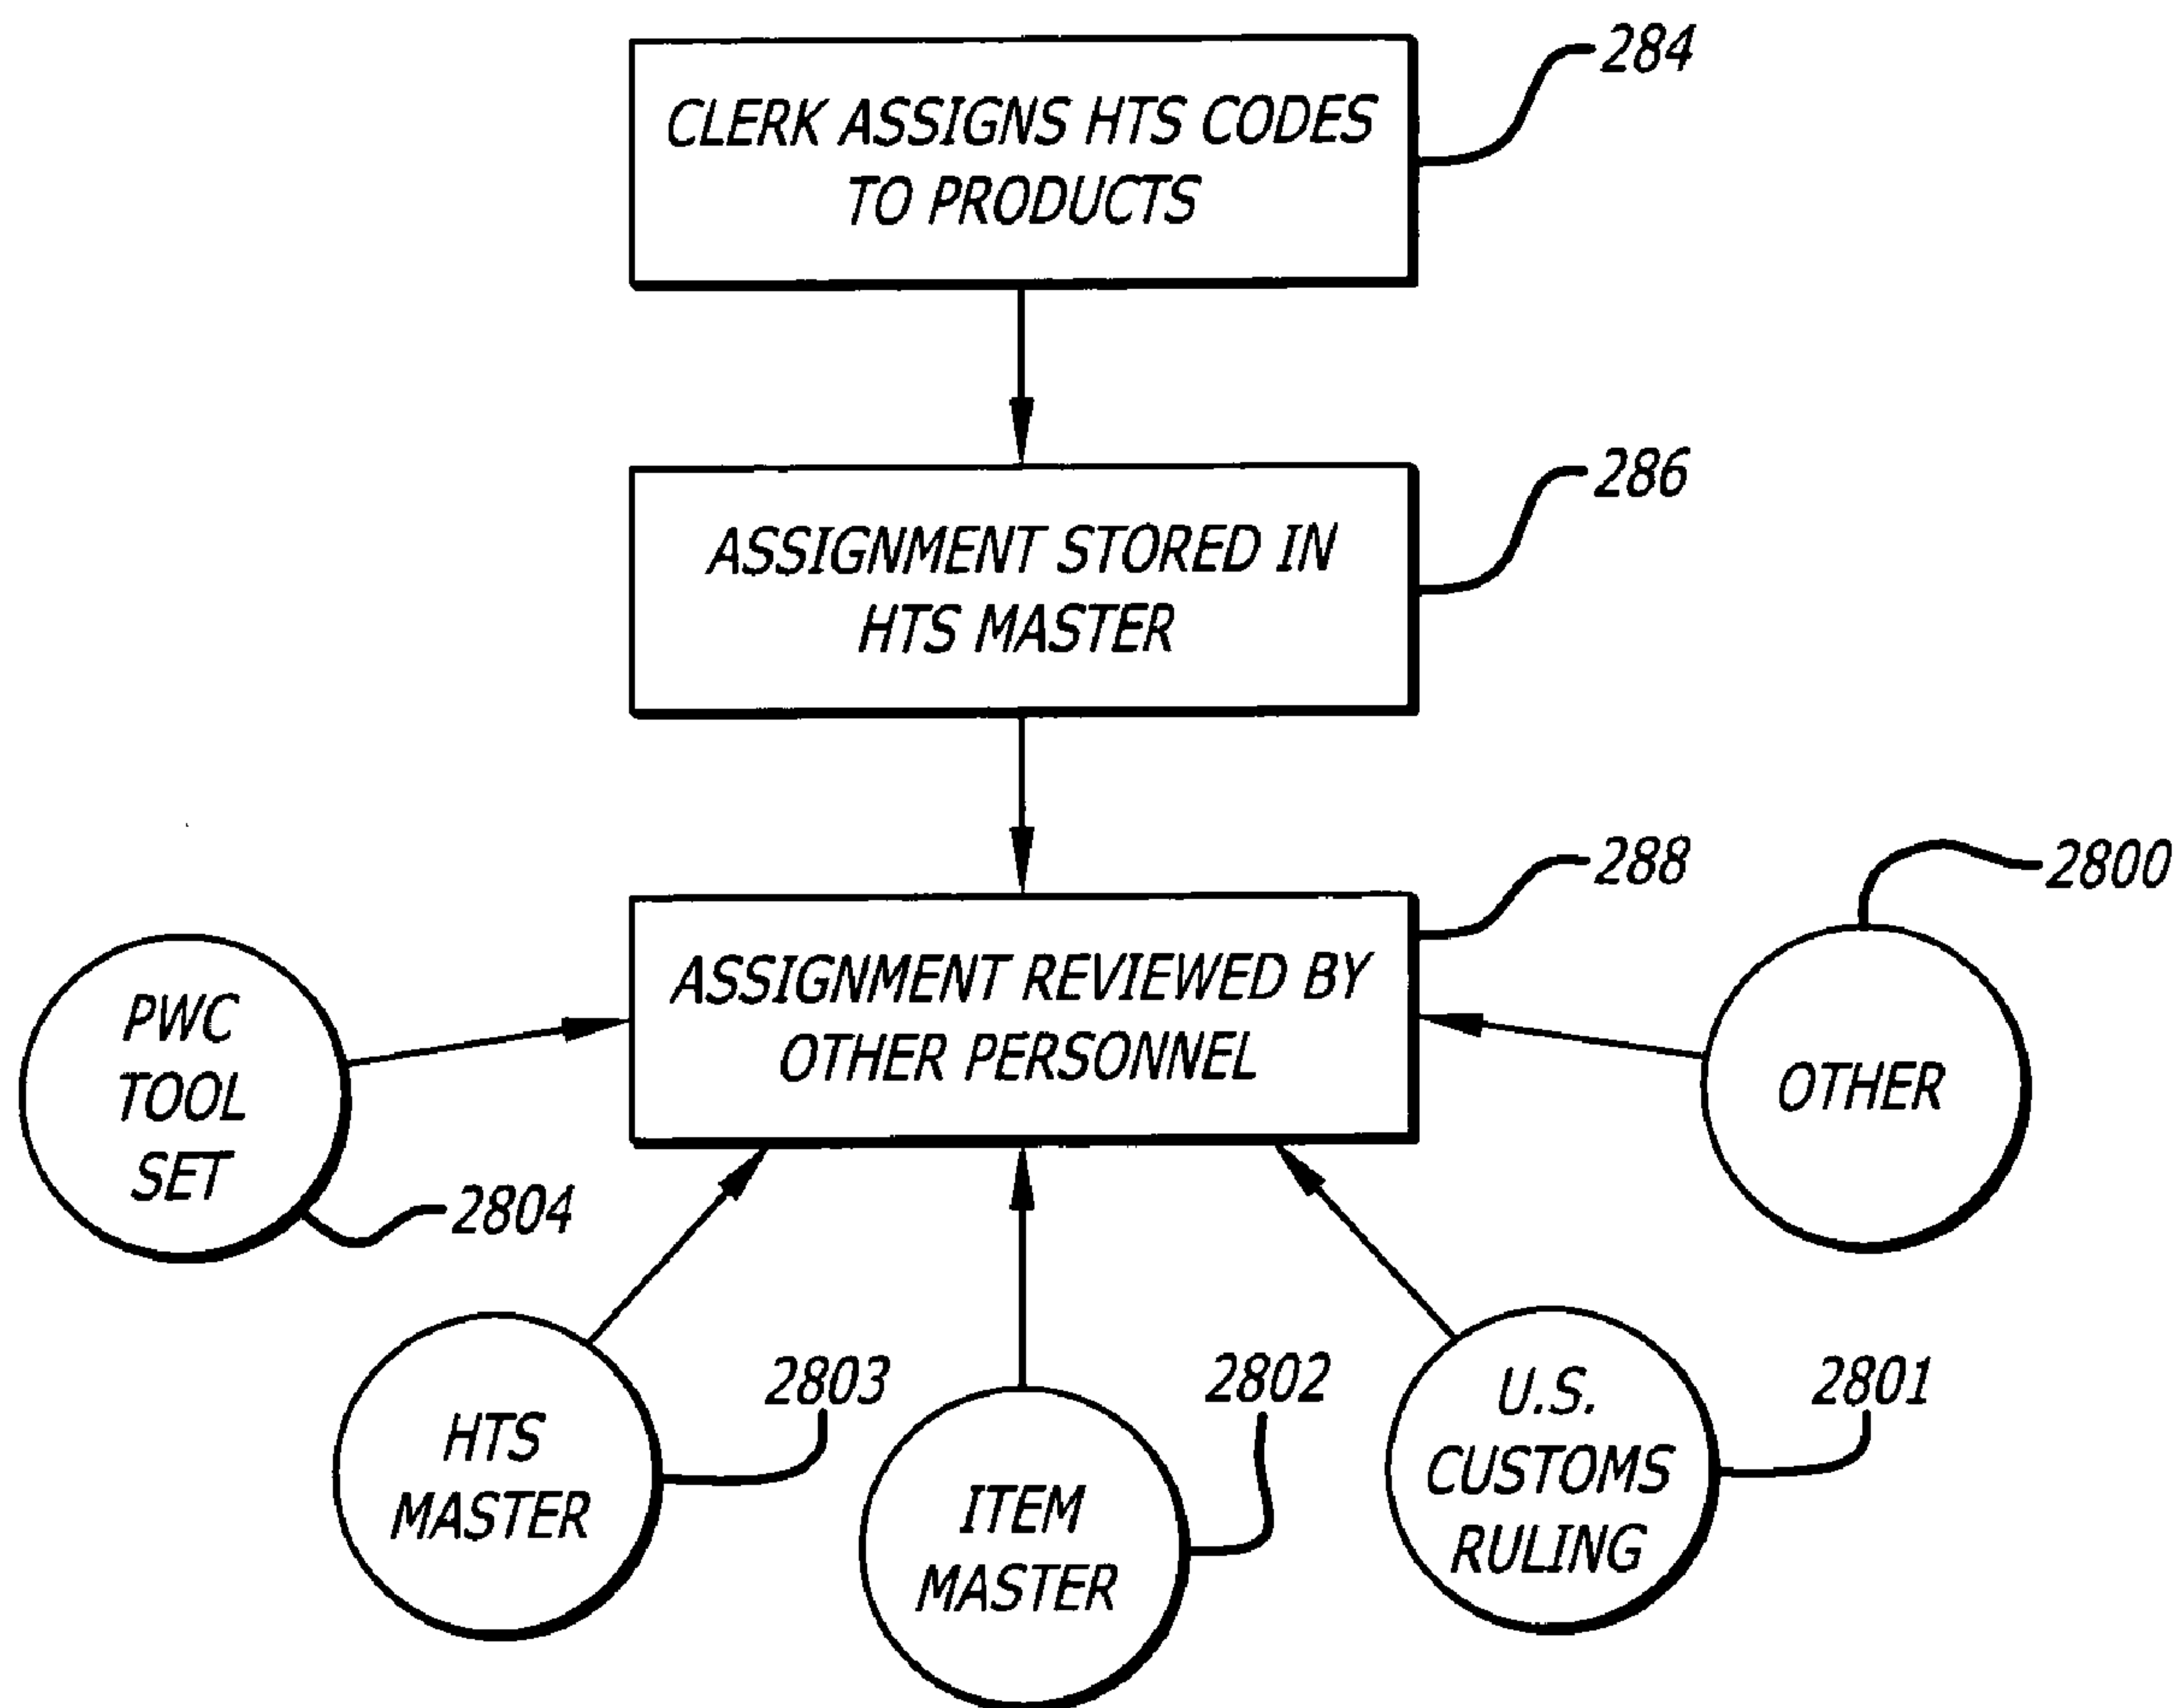 284
CLERK ASSIGNS HTS CODES
TO PRODUCTS
286
ASSIGNMENT STORED IN
HTS MASTER
288
2800
ASSIGNMENT REVIEWED BY
OTHER PERSONNEL
PWC
TOOL
SET
2804
OTHER
HTS
MASTER
2803
ITEM
MASTER
2802
U.S.
CUSTOMS
RULING
2801